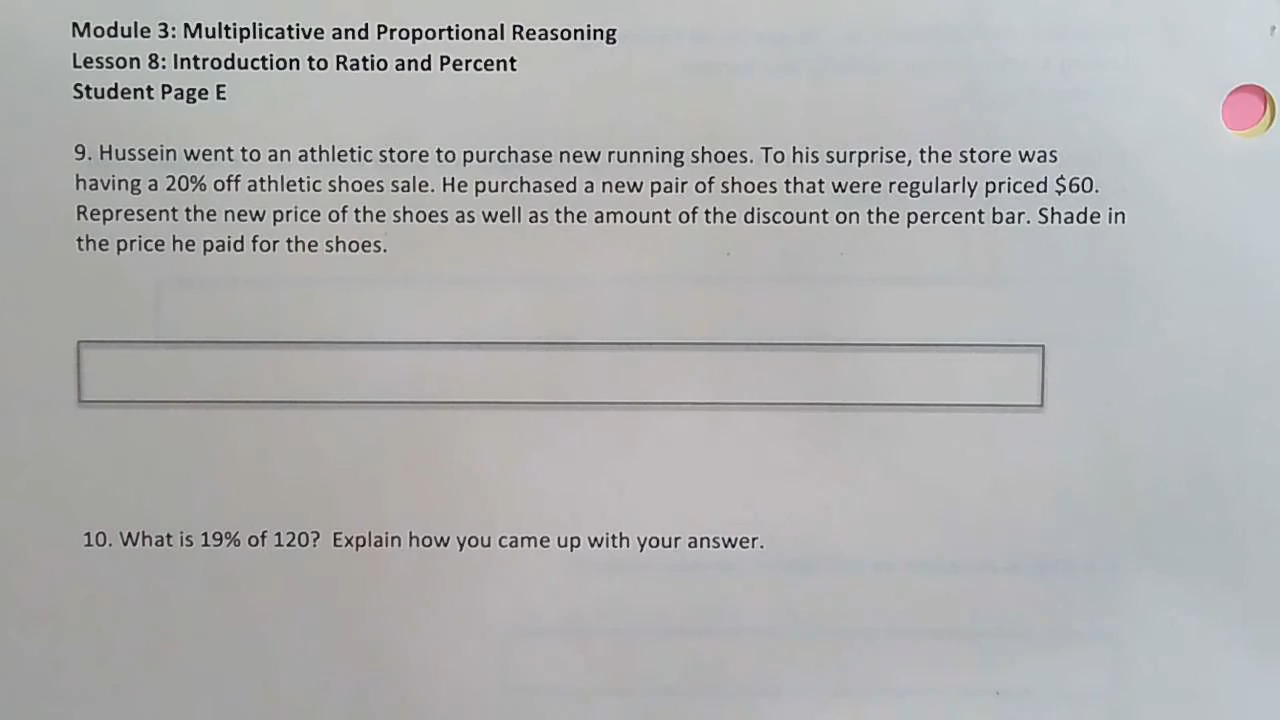 Module 3: Multiplicative and Proportional Reasoning
Lesson 8: Introduction to Ratio and Percent
Student Page E
9. Hussein went to an athletic store to purchase new running shoes. To his surprise, the store was
having a 20% off athletic shoes sale. He purchased a new pair of shoes that were regularly priced $60.
Represent the new price of the shoes as well as the amount of the discount on the percent bar. Shade in
the price he paid for the shoes.
10. What is 19% of 120? Explain how you came up with your answer.